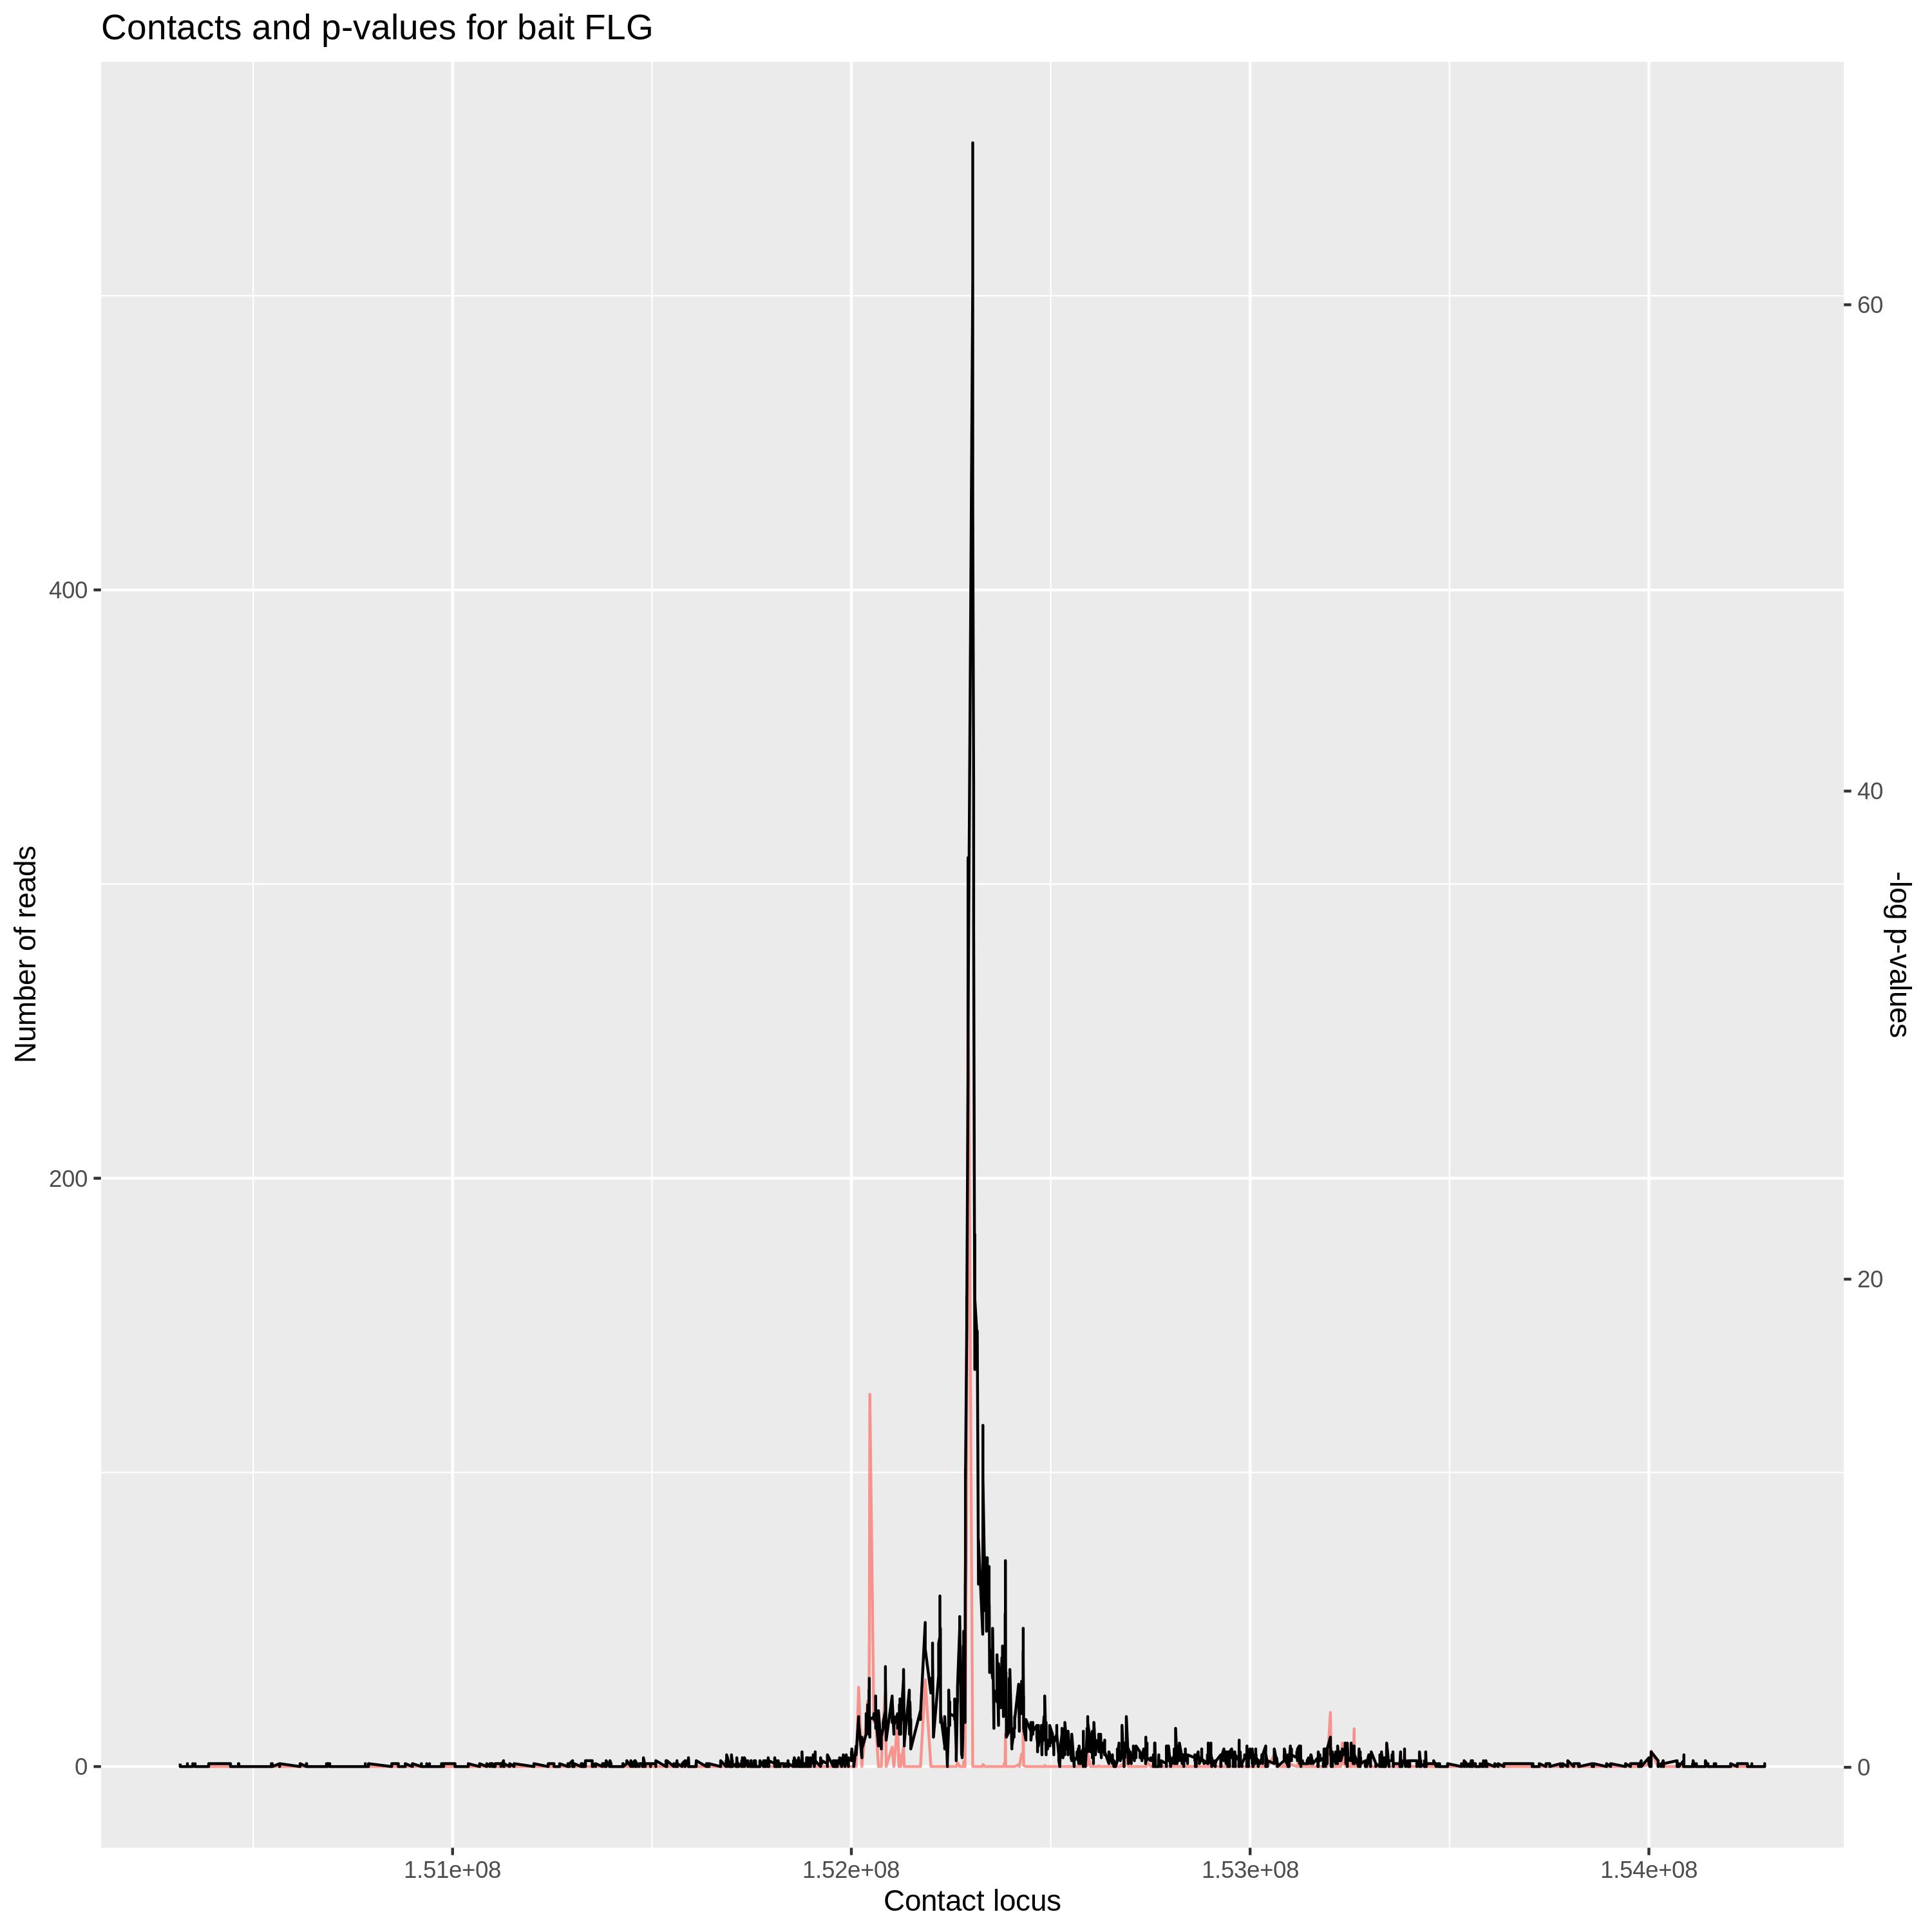 Contacts and p-values for bait FLG
Number of reads
400
200
0
60
40
20
0
-log p-values
1.51e+08
1.52e+08
1.53e+08
1.54e+08
Contact locus